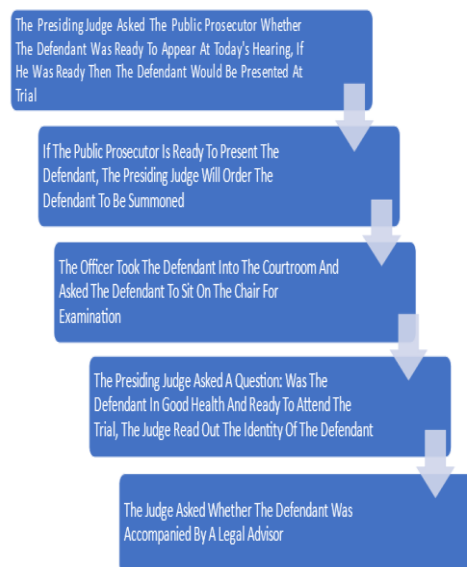 The Presiding Judge Asked The Public Prosecutor Whether
The Defendant Was Ready To Appear At Today's Hearing, If
He Was Ready Then The Defendant Would Be Presented At
Trial
If The Public Prosecutor Is Ready To Present The
Defendant, The Presiding Judge Will Order The
Defendant To Be Summoned
The Officer Took The Defendant Into The Courtroom And
Asked The Defendant To Sit On The Chair For
Examination
The Presiding Judge Asked A Question: Was The
Defendant In Good Health And Ready To Attend The
Trial, The Judge Read Out The Identity Of The Defendant
The Judge Asked Whether The Defendant Was
Accompanied By A Legal Advisor